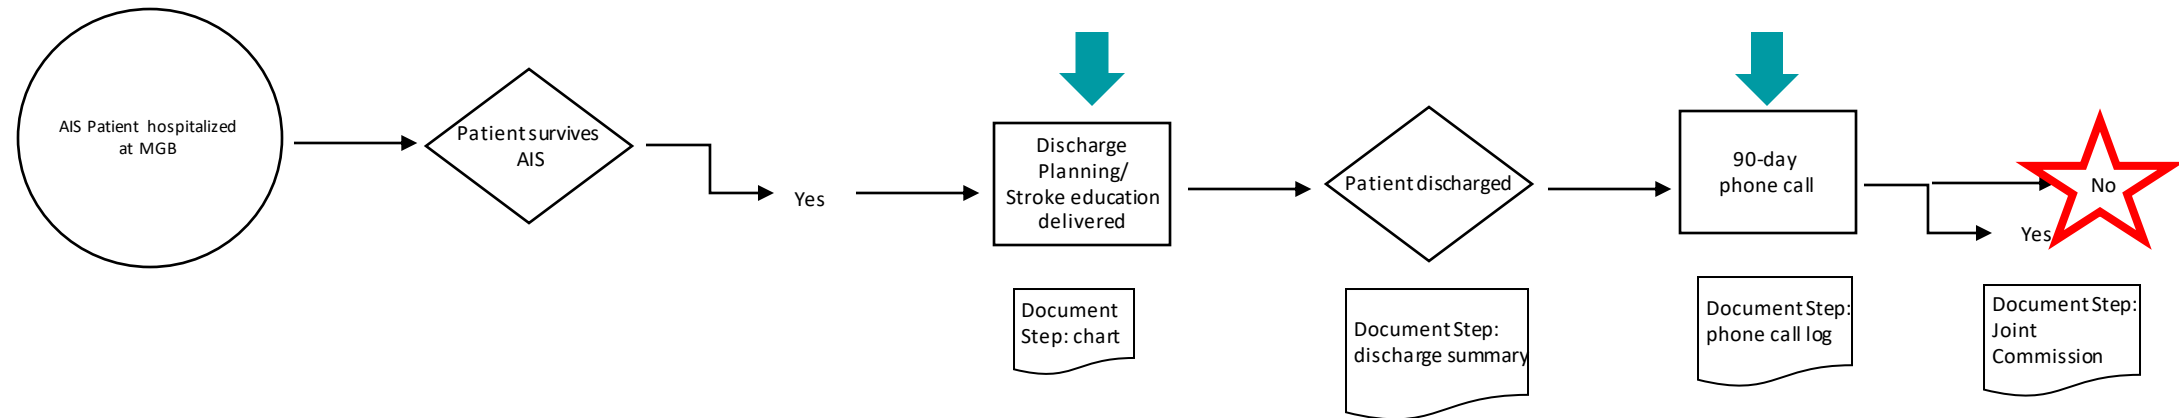 AIS Patient hospitalized
at MGB
Patient survives
AIS
Yes
Discharge
Planning/
Stroke education
delivered
Patient discharged
90-day
phone call
No
Yes
Document
Step: chart
Document Step:
discharge summary
Document Step:
phone call log
Document Step:
Joint
Commission